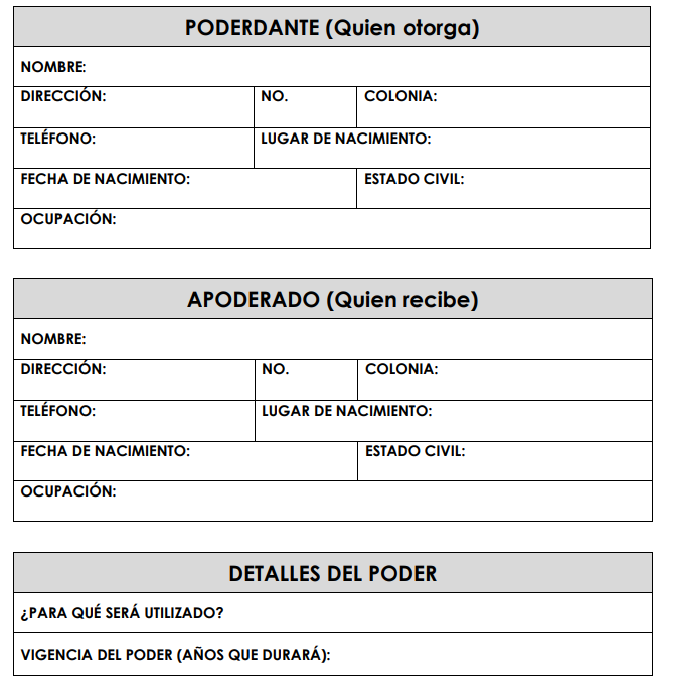 PODERDANTE (Quien otorga)
NOMBRE:
DIRECCIÓN: NO. COLONIA:
TELÉFONO: LUGAR DE NACIMIENTO:
FECHA DE NACIMIENTO: ESTADO CIVIL:
OCUPACIÓN:
APODERADO (Quien recibe)
NOMBRE:
DIRECCIÓN: NO. COLONIA:
TELÉFONO: LUGAR DE NACIMIENTO:
FECHA DE NACIMIENTO: ESTADO CIVIL:
OCUPACIÓN:
DETALLES DEL PODER
¿PARA QUÉ SERÁ UTILIZADO?
VIGENCIA DEL PODER (AÑOS QUE DURARÁ):